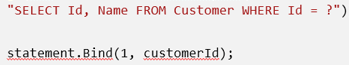 "SELECT Id, Name FROM Customer WHERE Id = ?")
statement.Bind(1, customerId);